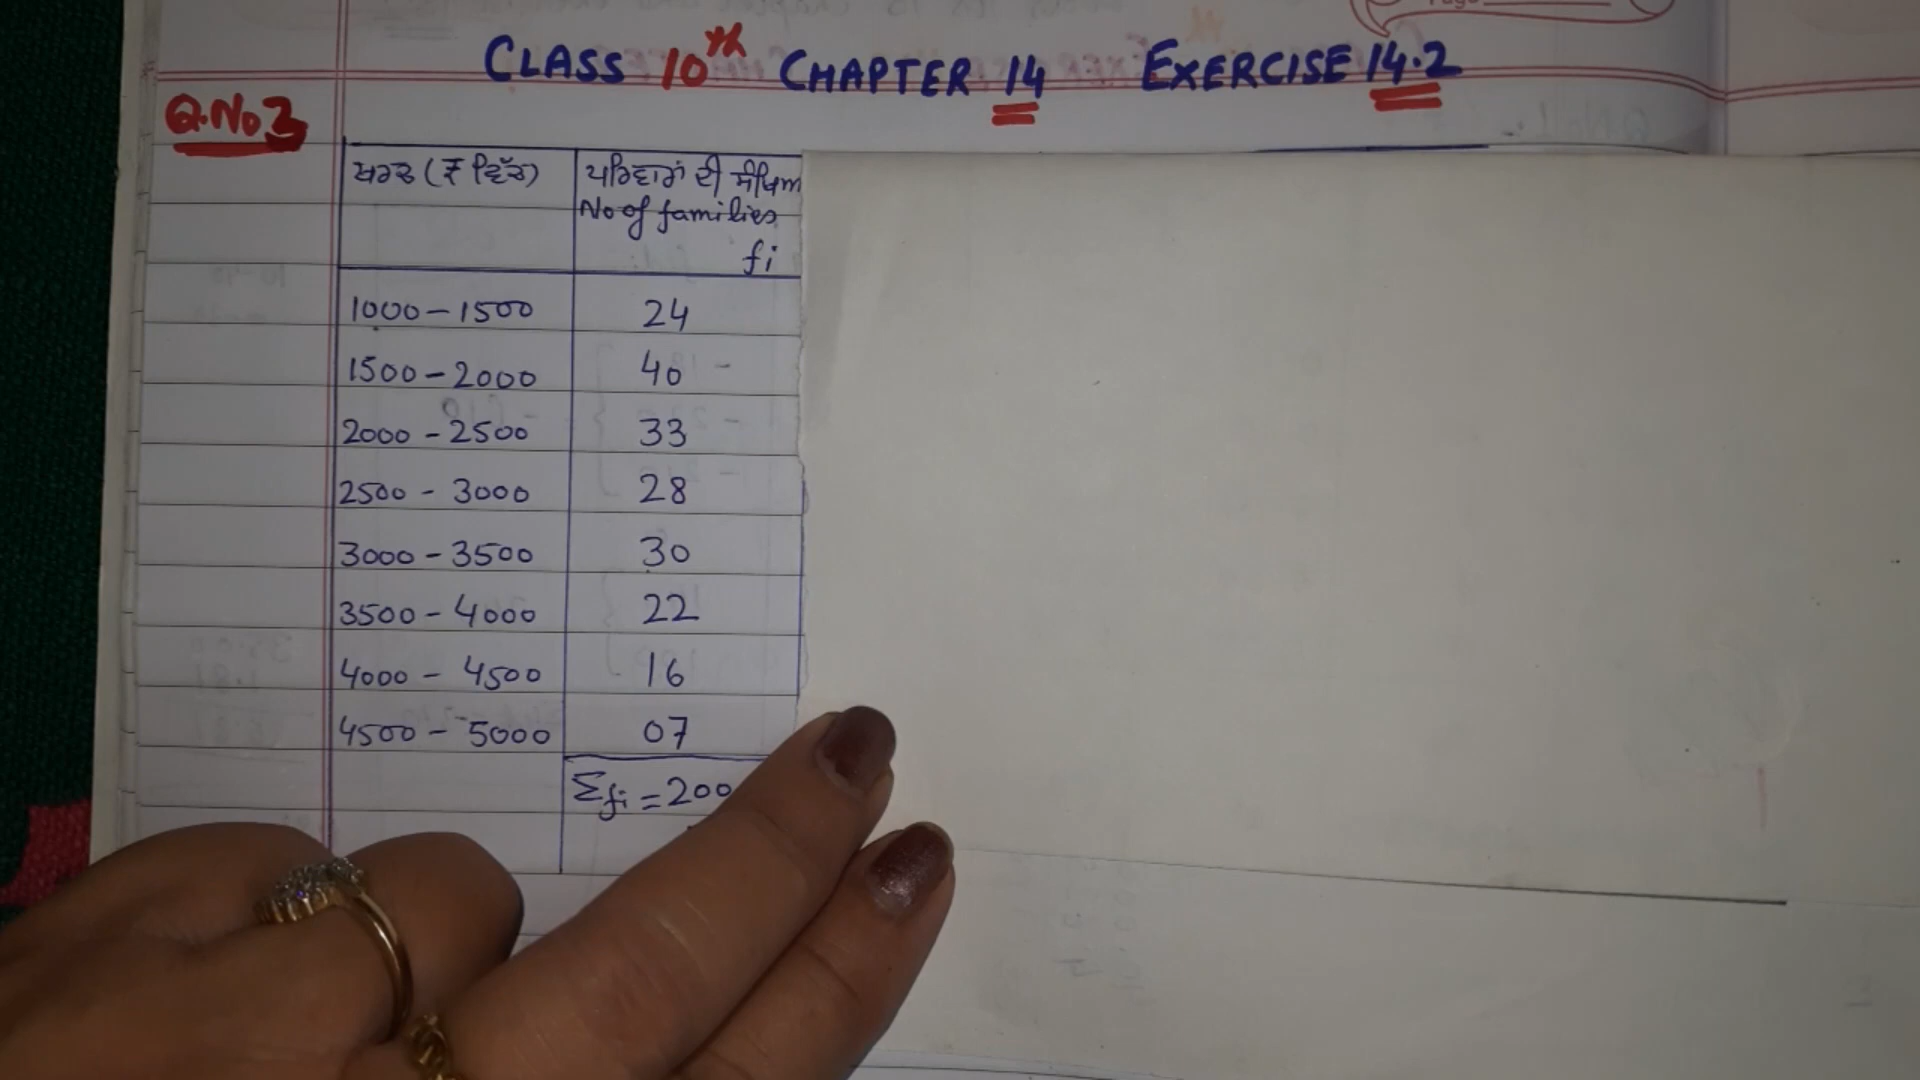 CLASS 10th CHAPTER 14 EXERCISE 14.2
Q.No 3
ਖਰਚ (₹ ਵਿੱਚ) ਪਰਿਵਾਰਾਂ ਦੀ
No of families
fi
1000 - 1500 24
1500 - 2000 40
2000 - 2500 33
2500 - 3000 28
3000 - 3500 30
3500 - 4000 22
4000 - 4500 16
4500 - 5000 07
Σfi = 200